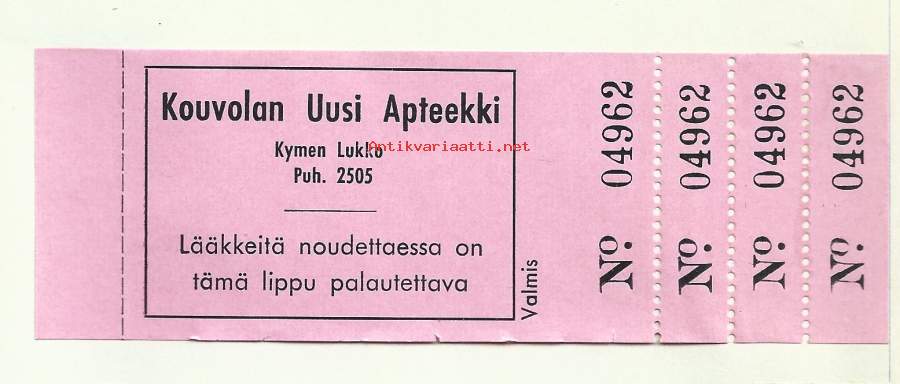 Kouvolan Uusi Apteekki
Kymen Lukko
Antikvariaatti.net
Puh. 2505
Lääkkeitä noudettaessa on
tämä lippu palautettava
Valmis
Nº. 04962
Nº. 04962
Nº. 04962
Nº. 04962